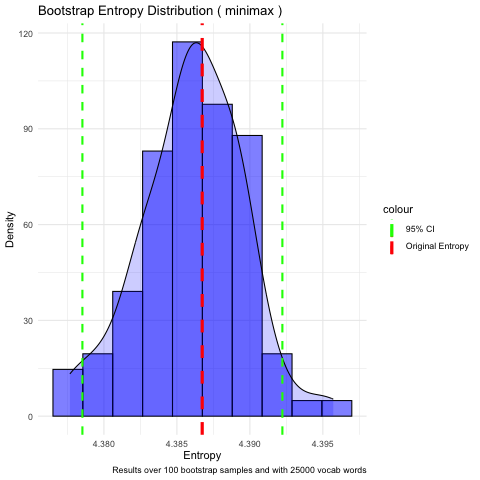 Bootstrap Entropy Distribution ( minimax )
120
90
60
30
0
Density
4.380
4.385
4.390
4.395
Entropy
Results over 100 bootstrap samples and with 25000 vocab words
colour
95% CI
Original Entropy